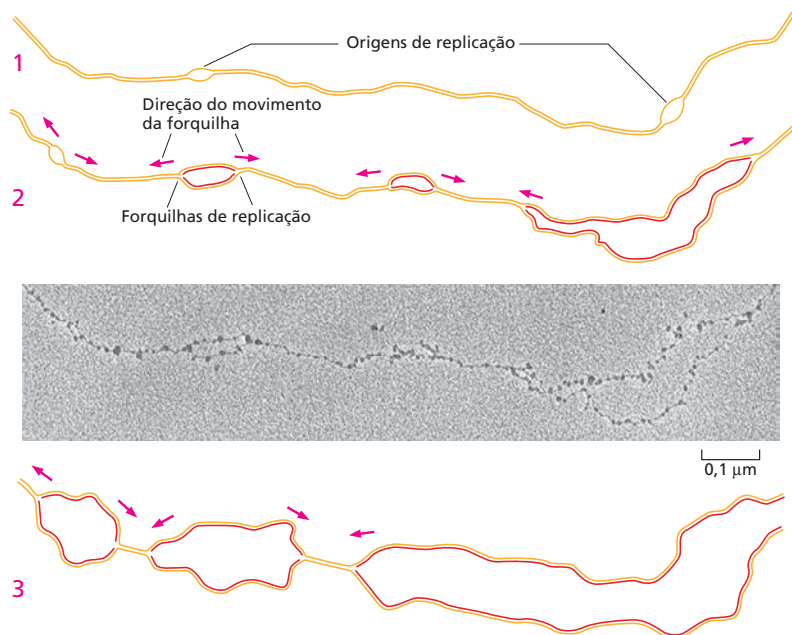 1
Origens de replicação
Direção do movimento
da forquilha
2
Forquilhas de replicação
0,1 μm
3